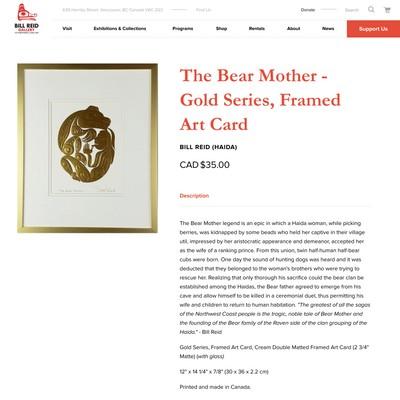 BILL REID
GALLERY
639 Hornby Street, Vancouver, BC Canada V6C 2G3
Find Us
Donate
Search
Visit
Exhibitions & Collections
Programs
Shop
Rentals
About
News
Support Us
The Bear Mother -
Gold Series, Framed
Art Card
BILL REID (HAIDA)
CAD $35.00
Description
The Bear Mother legend is an epic in which a Haida woman, while picking
berries, was kidnapped by some beads who held her captive in their village
util, impressed by her aristocratic appearance and demeanor, accepted her
as the wife of a ranking prince. From this union, twin half-human half-bear
cubs were born. One day the sound of hunting dogs was heard and it was
deducted that they belonged to the woman's brothers who were trying to
rescue her. Realizing that only thorough his sacrifice could the bear clan be
established among the Haidas, the Bear father agreed to emerge from his
cave and allow himself to be killed in a ceremonial duel, thus permitting his
wife and children to return to human habitation. "The greatest of all the sagas
of the Northwest Coast people is the tragic, noble tale of Bear Mother and
the founding of the Bear family of the Raven side of the clan grouping of the
Haida." - Bill Reid
Gold Series, Framed Art Card, Cream Double Matted Framed Art Card (2 3/4"
Matte) (with glass)
12" x 14 1/4" x 7/8" (30 x 36 x 2.2 cm)
Printed and made in Canada.